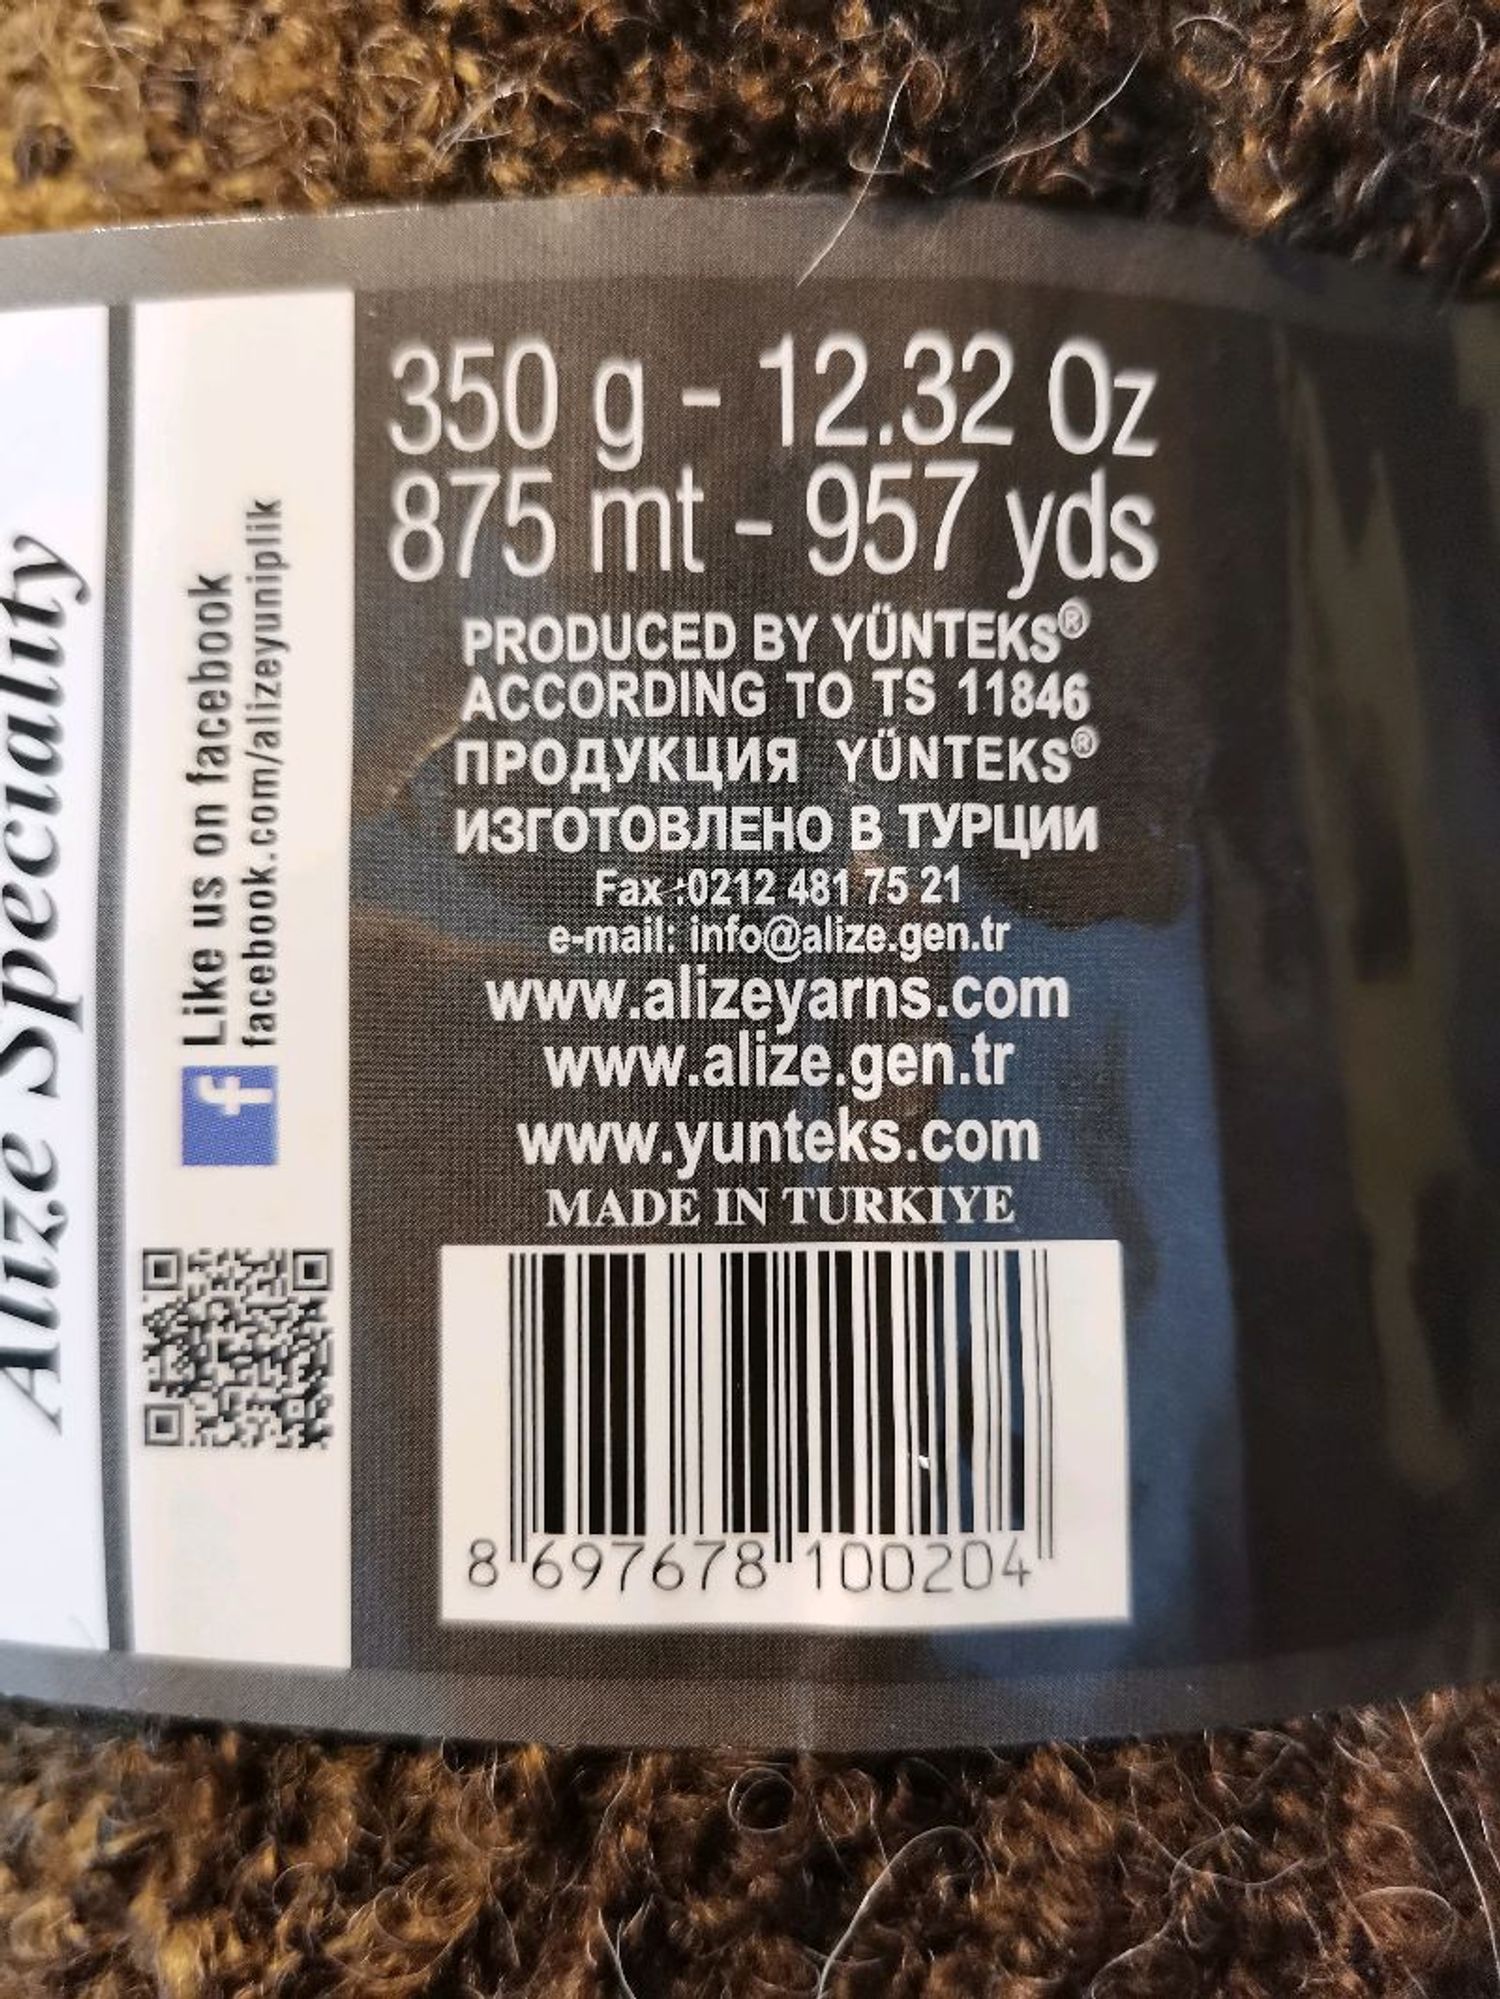 Alize Speciality
Like us on facebook
facebook.com/alizeyuniplik
350 g - 12.32 Oz
875 mt - 957 yds
PRODUCED BY YÜNTEKS®
ACCORDING TO TS 11846
ПРОДУКЦИЯ YÜNTEKS®
ИЗГОТОВЛЕНО В ТУРЦИИ
Fax :0212 481 75 21
e-mail: info@alize.gen.tr
www.alizeyarns.com
www.alize.gen.tr
www.yunteks.com
MADE IN TURKIYE
8 697678 100204